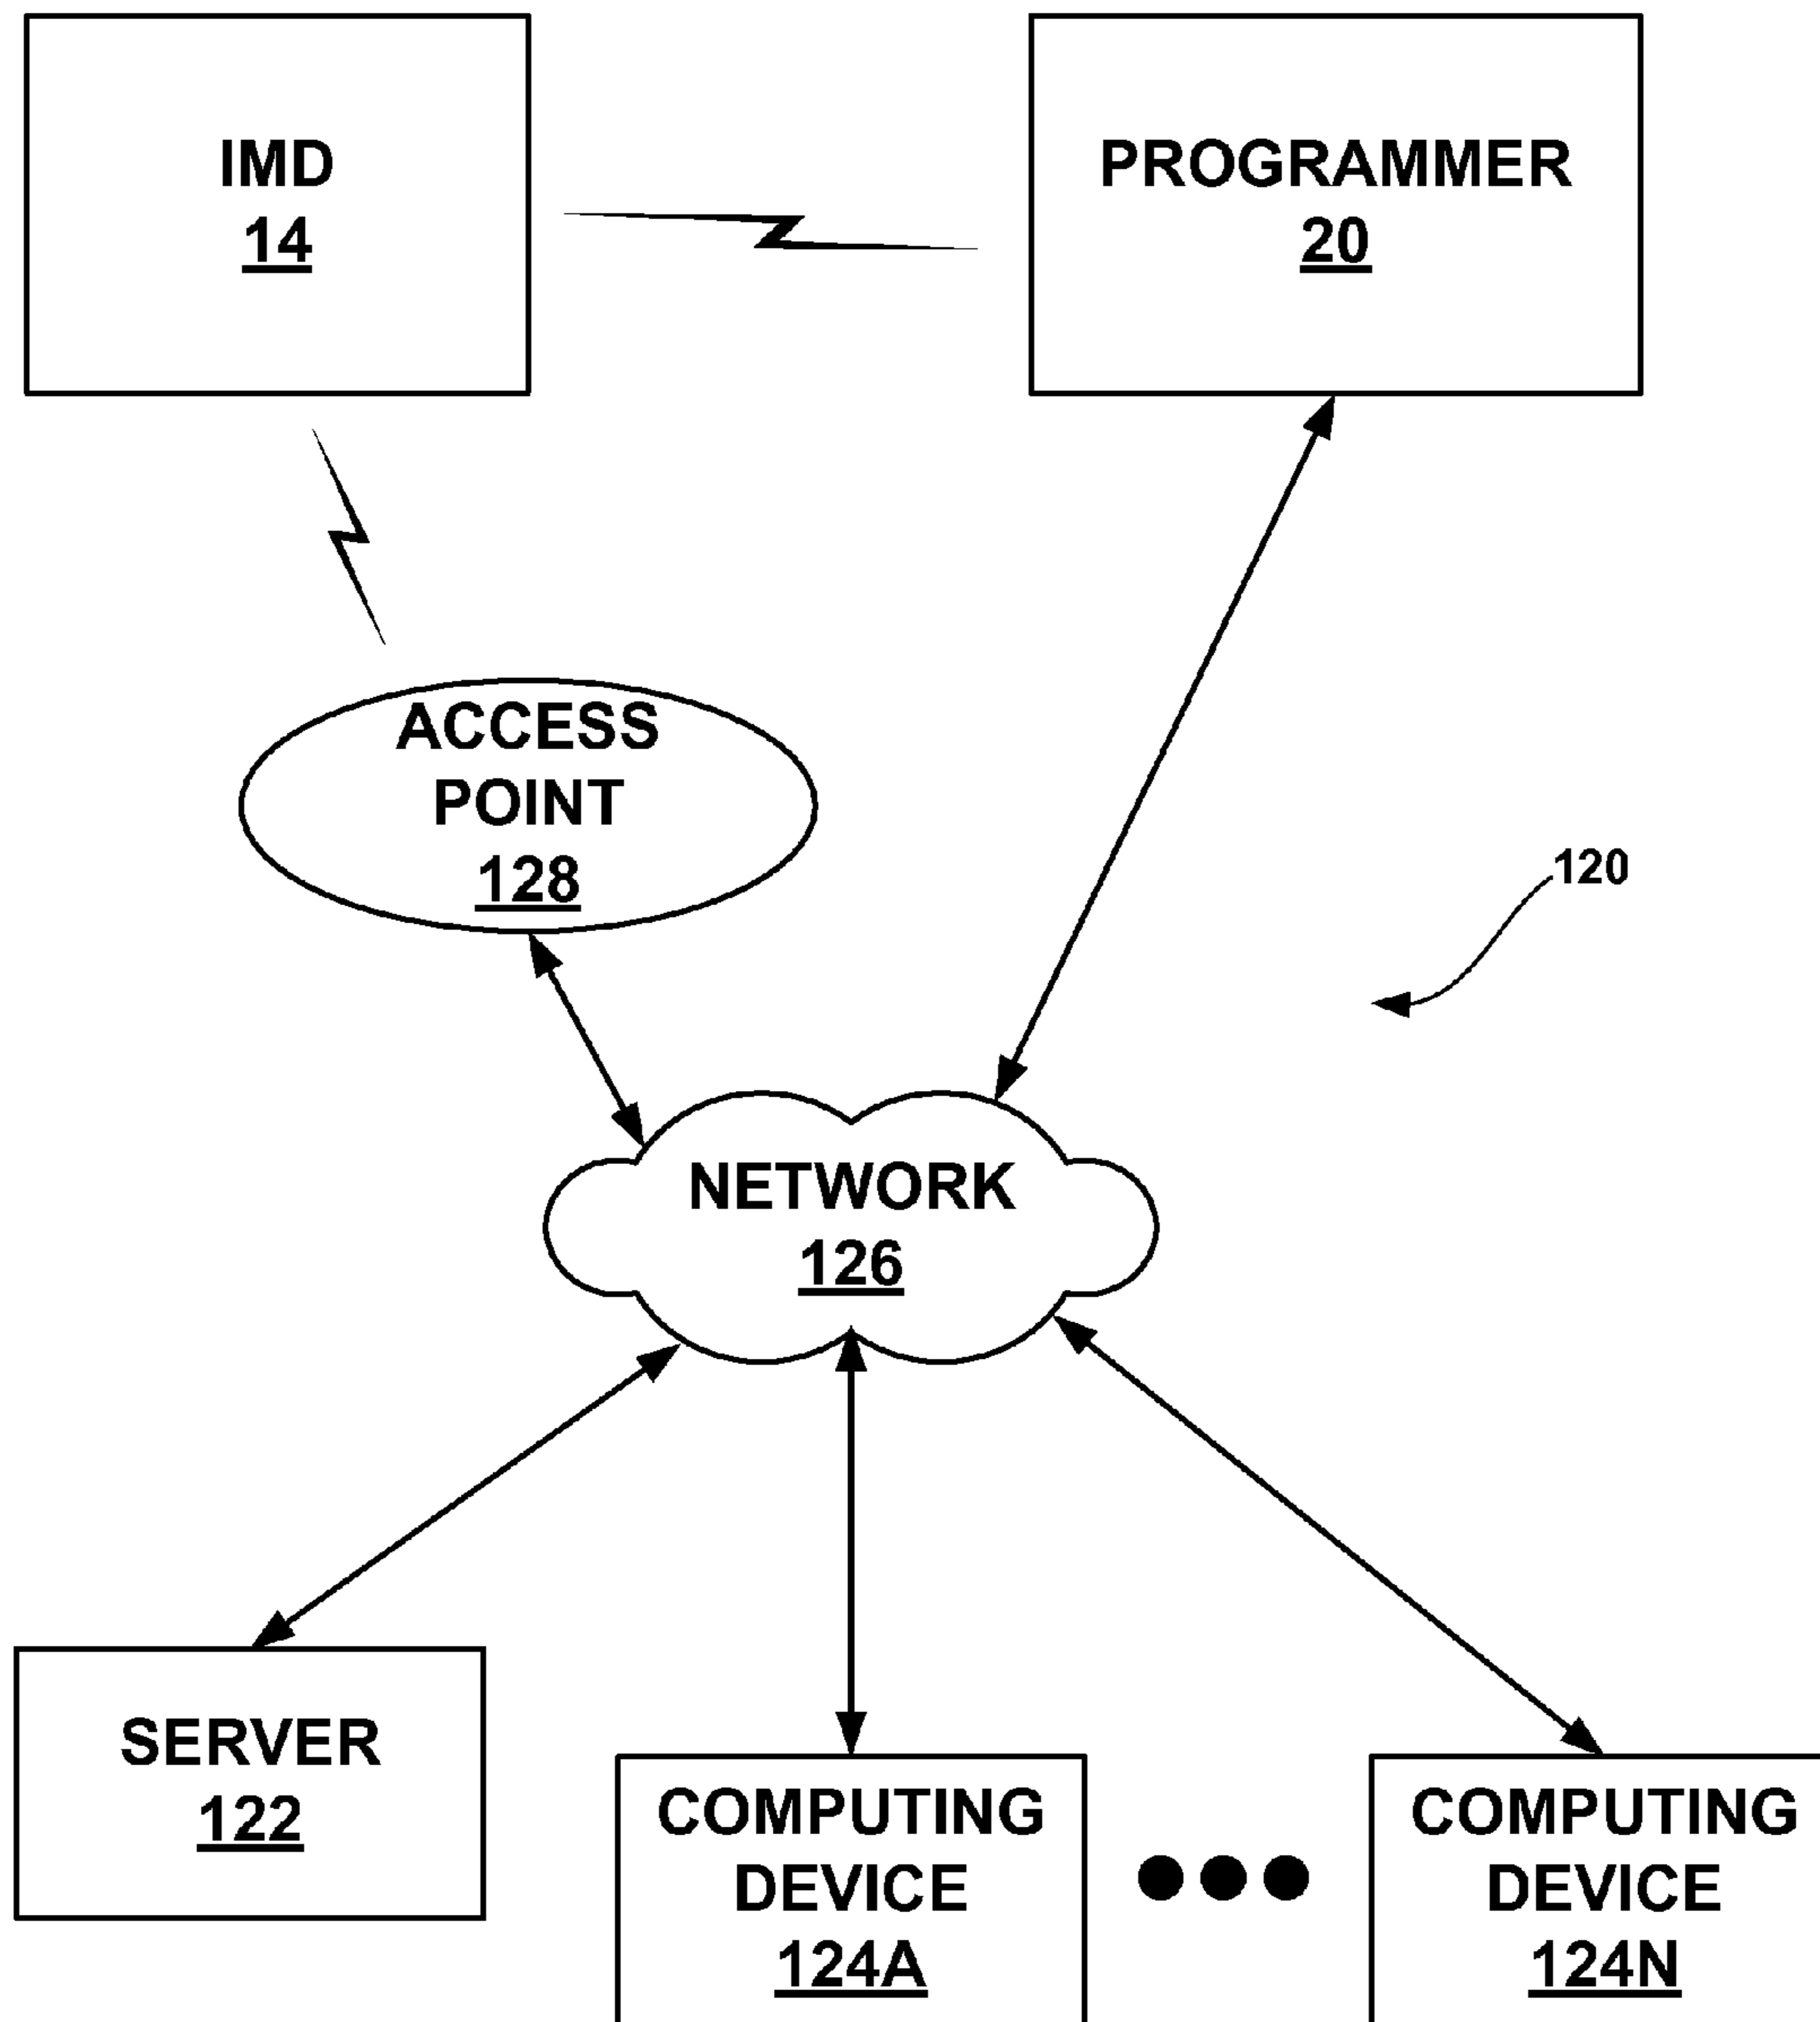 IMD
14
PROGRAMMER
20
ACCESS
POINT
128
120
NETWORK
126
SERVER
122
COMPUTING
DEVICE
124A
COMPUTING
DEVICE
124N